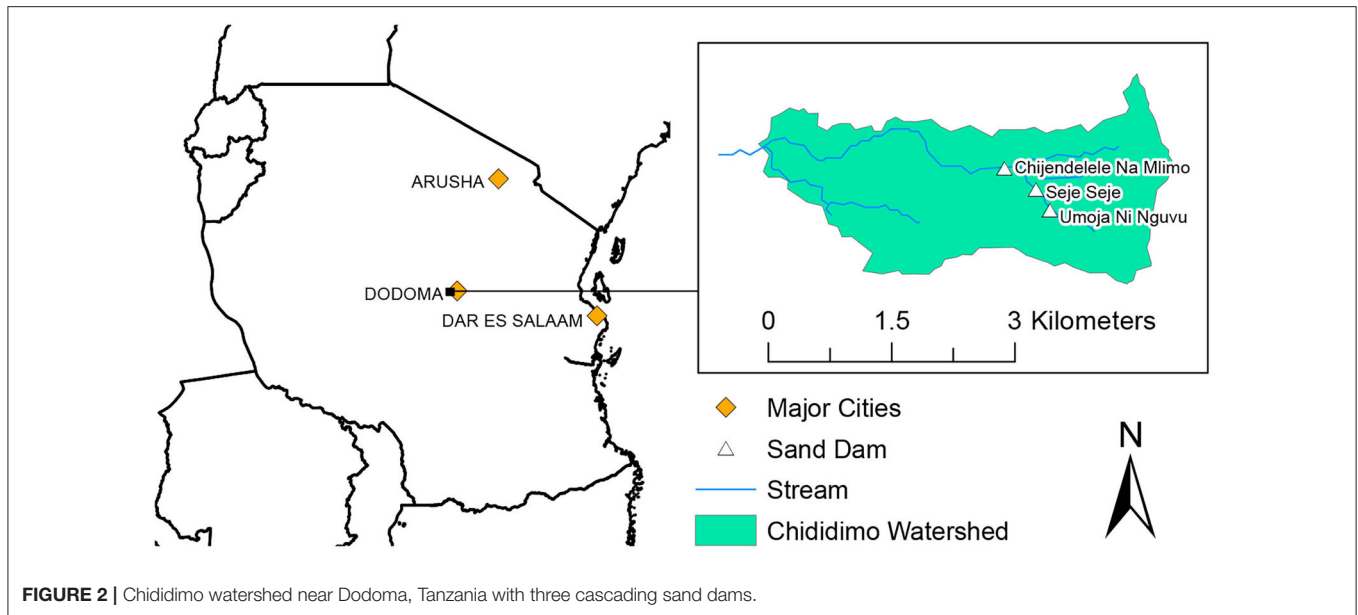 ARUSHA
DODOMA
DAR ES SALAAM
Chijendelele Na Mlimo
Seje Seje
Umoja Ni Nguvu
0 1.5 3 Kilometers
Major Cities
Sand Dam
Stream
Chididimo Watershed
N
FIGURE 2 | Chididimo watershed near Dodoma, Tanzania with three cascading sand dams.